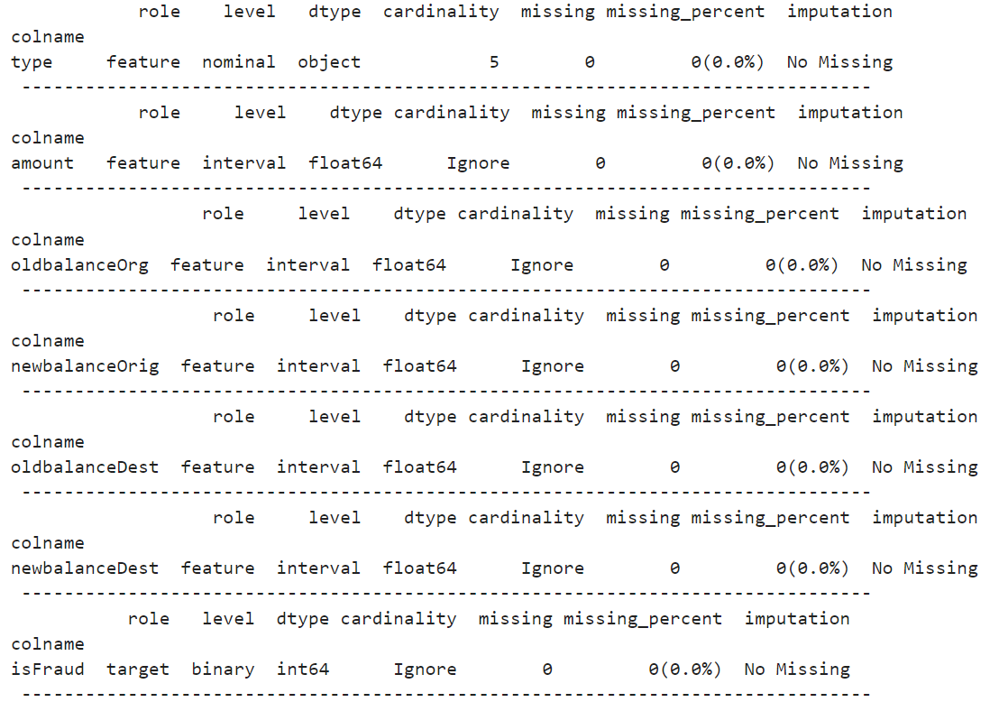 role level dtype cardinality missing missing_percent imputation
colname
type feature nominal object 5 0 0(0.0%) No Missing
--------------------------------------------------------------------------------
role level dtype cardinality missing missing_percent imputation
colname
amount feature interval float64 Ignore 0 0(0.0%) No Missing
--------------------------------------------------------------------------------
role level dtype cardinality missing missing_percent imputation
colname
oldbalanceOrg feature interval float64 Ignore 0 0(0.0%) No Missing
--------------------------------------------------------------------------------
role level dtype cardinality missing missing_percent imputation
colname
newbalanceOrig feature interval float64 Ignore 0 0(0.0%) No Missing
--------------------------------------------------------------------------------
role level dtype cardinality missing missing_percent imputation
colname
oldbalanceDest feature interval float64 Ignore 0 0(0.0%) No Missing
--------------------------------------------------------------------------------
role level dtype cardinality missing missing_percent imputation
colname
newbalanceDest feature interval float64 Ignore 0 0(0.0%) No Missing
--------------------------------------------------------------------------------
role level dtype cardinality missing missing_percent imputation
colname
isFraud target binary int64 Ignore 0 0(0.0%) No Missing
--------------------------------------------------------------------------------